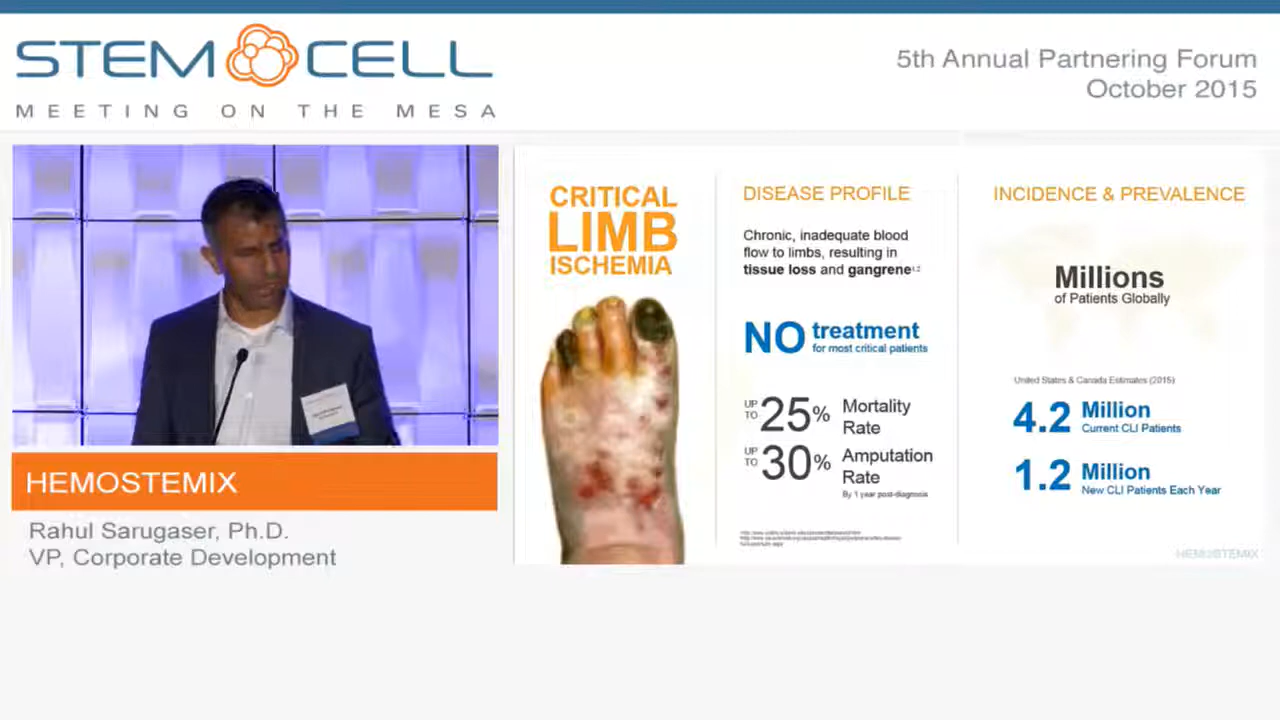 STEM CELL
MEETING ON THE MESA
5th Annual Partnering Forum
October 2015
HEMOSTEMIX
Rahul Sarugaser, Ph.D.
VP, Corporate Development
CRITICAL
LIMB
ISCHEMIA
DISEASE PROFILE
Chronic, inadequate blood
flow to limbs, resulting in
tissue loss and gangrene1,2
NO treatment
for most critical patients
UP TO 25% Mortality
Rate
UP TO 30% Amputation
Rate
By 1 year post-diagnosis
INCIDENCE & PREVALENCE
Millions
of Patients Globally
United States & Canada Estimates (2015)
4.2 Million
Current CLI Patients
1.2 Million
New CLI Patients Each Year
HEMOSTEMIX